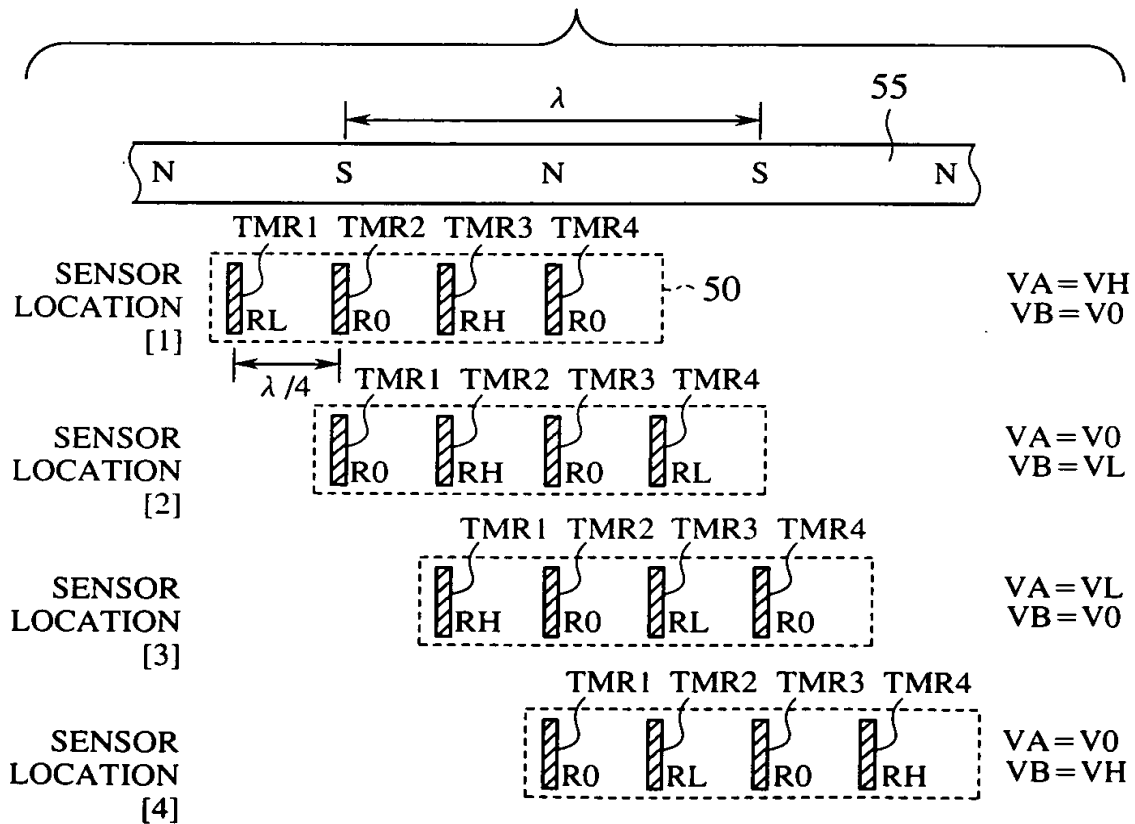 λ
55
N S N S N
TMR1 TMR2 TMR3 TMR4
SENSOR
LOCATION
[1]
RL R0 RH R0
50
VA=VH
VB=V0
λ/4
TMR1 TMR2 TMR3 TMR4
SENSOR
LOCATION
[2]
R0 RH R0 RL
VA=V0
VB=VL
TMR1 TMR2 TMR3 TMR4
SENSOR
LOCATION
[3]
RH R0 RL R0
VA=VL
VB=V0
TMR1 TMR2 TMR3 TMR4
SENSOR
LOCATION
[4]
R0 RL R0 RH
VA=V0
VB=VH